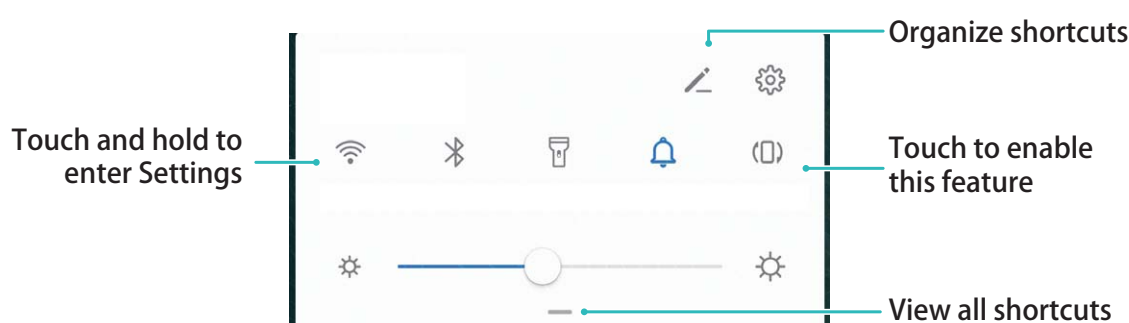 Organize shortcuts
Touch and hold to
enter Settings
Touch to enable
this feature
View all shortcuts